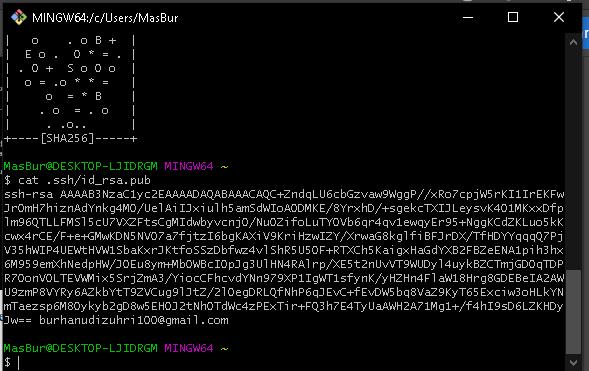 MINGW64:/c/Users/MasBur
|   o    . o B +  |
|  E o .  O * = . |
| . O +  S o O o  |
|  o = .o * * =   |
|     o  = * B    |
|    . o  = . o   |
|     . .o..      |
+----[SHA256]-----+
MasBur@DESKTOP-LJIDRGM MINGW64 ~
$ cat .ssh/id_rsa.pub
ssh-rsa AAAAB3NzaC1yc2EAAAADAQABAAACAQC+ZndqLU6cbGzvaw9WggP//xRo7cpjW5rKI1IrEKFw
JrOmH7hiznAdYnkg4MO/UelAiIJxiulh5amSdWIoAODMKE/8YrxhD/+sgekcTXIJLeysvK4O1MKxxDfp
lm96QTLLFMSl5cU7VXZFtsCgMIdwbyvcnjO/NuOZifoLuTYOVb6qr4qv1ewqyEr95+NggKCdZKLuo5kK
cwx4rCE/F+e+GMwKDN5NVO7a7fjtzI6bgKAXiV9KriHzwIZY/XrwaG8kglfiBFJrDX/TfHDYYqqqQ7Pj
V35hWIP4UEWtHVW1SbaKxrJKtfoSSzDbfwz4vlShR5U5OF+RTXCh5KaigxHaGdYXB2FBZeENA1pih3hx
6M959emXhNedpHW/JOEu8ym+MbOWBcIOpJg3UlHN4RAlrp/XE5t2nUvVT9WUDyl4uykBZCTmjGDOqTDP
R7OonVOLTEVWMix5SrjZmA3/YiocCFhcvdYNn979XP1IgWT1sfynK/yHZHn4FlaW18Hrg8GDEBeIA2AW
U9zmP8VYRy6AZkbYtT9ZVCug9lJtZ/2lOegDRLQfNhP6qJEvC+fEvDW5bq8VaZ9KyT65Exciw3oHLkYN
mTaezsp6M8Oykyb2gD8w5EHOJ2tNhOTdWc4zPExTir+FQ3h7E4TyUaAWH2A71Mg1+/f4hI9sD6LZKHDy
Jw== burhanudizuhri100@gmail.com
MasBur@DESKTOP-LJIDRGM MINGW64 ~
$